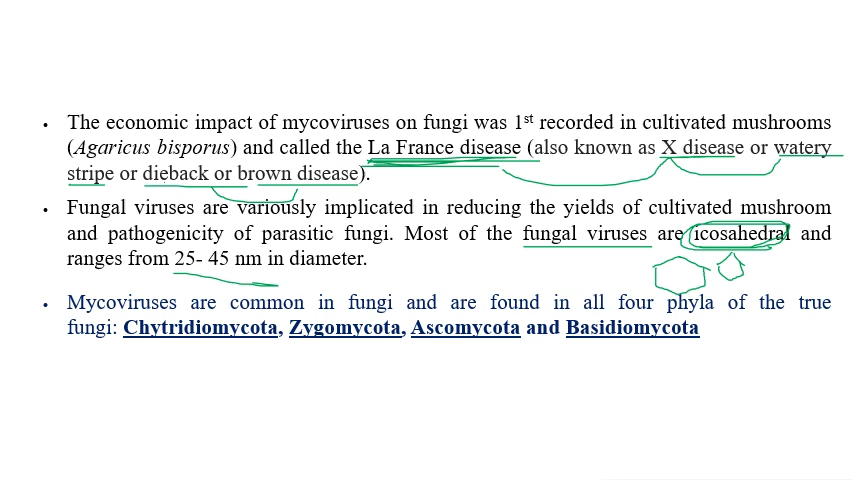 • The economic impact of mycoviruses on fungi was 1st recorded in cultivated mushrooms
(Agaricus bisporus) and called the La France disease (also known as X disease or watery
stripe or dieback or brown disease).
• Fungal viruses are variously implicated in reducing the yields of cultivated mushroom
and pathogenicity of parasitic fungi. Most of the fungal viruses are icosahedral and
ranges from 25- 45 nm in diameter.
• Mycoviruses are common in fungi and are found in all four phyla of the true
fungi: Chytridiomycota, Zygomycota, Ascomycota and Basidiomycota